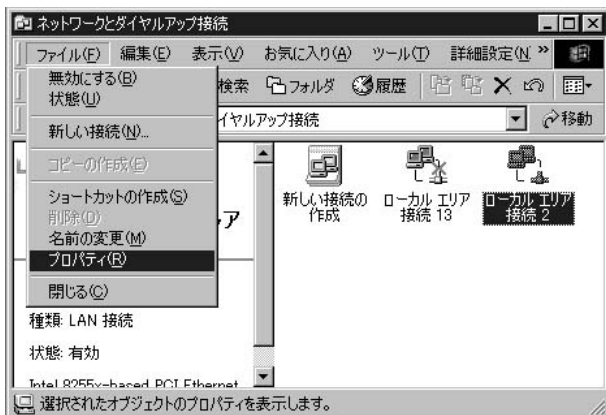 ネットワークとダイヤルアップ接続
ファイル(F) 編集(E) 表示(V) お気に入り(A) ツール(T) 詳細設定(N »
検索 フォルダ 履歴
イヤルアップ接続 移動
無効にする(B)
状態(U)
新しい接続(N)...
コピーの作成(E)
ショートカットの作成(S)
削除(D)
名前の変更(M)
プロパティ(R)
閉じる(C)
ア
種類: LAN 接続
状態: 有効
Intel 8255x-based PCI Ethernet
新しい接続の
作成
ローカル エリア
接続 13
ローカル エリア
接続 2
選択されたオブジェクトのプロパティを表示します。